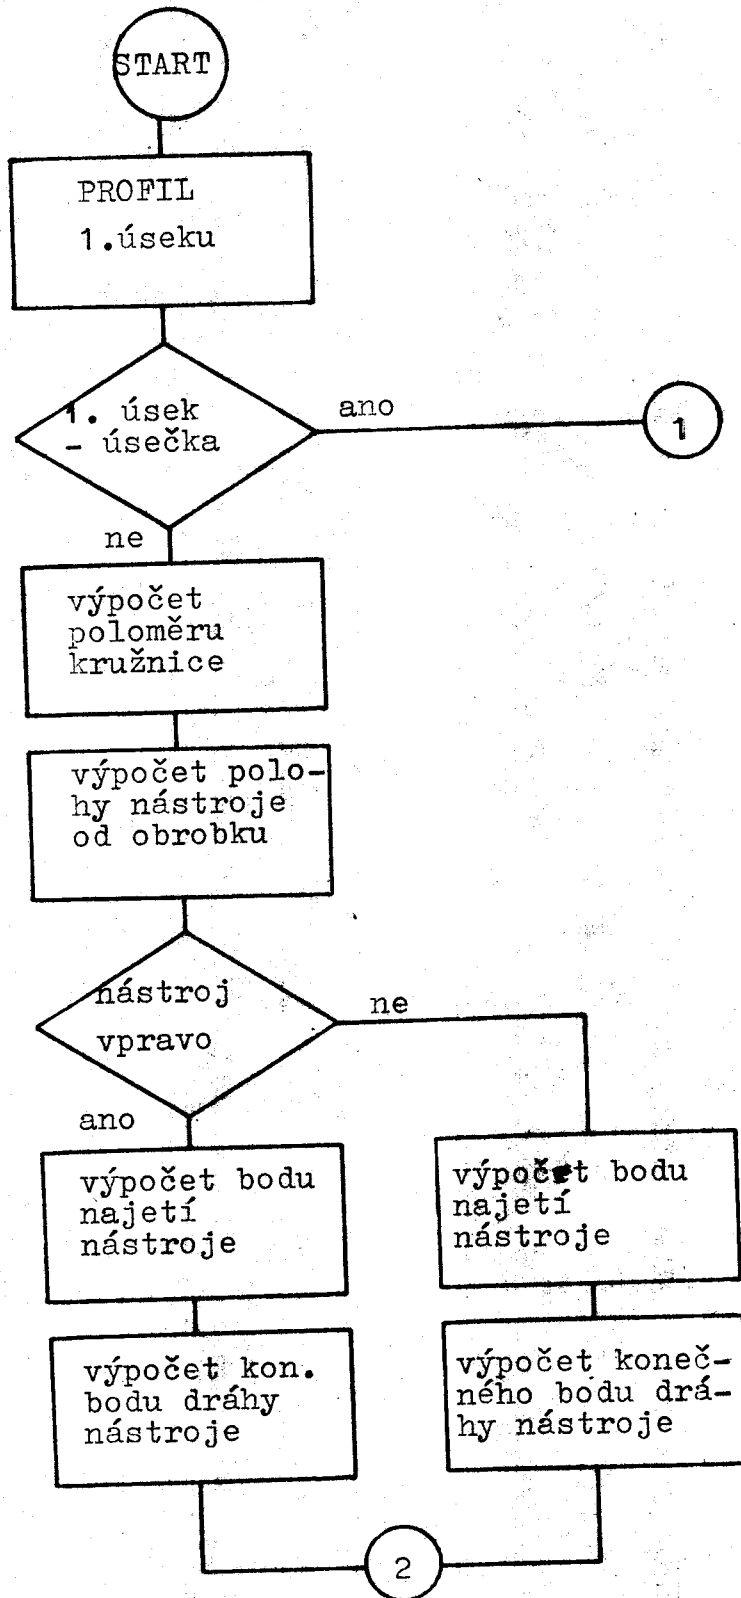 START
PROFIL
1.úseku
1. úsek
- úsečka
ano
1
ne
výpočet
poloměru
kružnice
výpočet polo-
hy nástroje
od obrobku
nástroj
vpravo
ne
ano
výpočet bodu
najetí
nástroje
výpočet kon.
bodu dráhy
nástroje
výpočet bodu
najetí
nástroje
výpočet koneč-
ného bodu drá-
hy nástroje
2